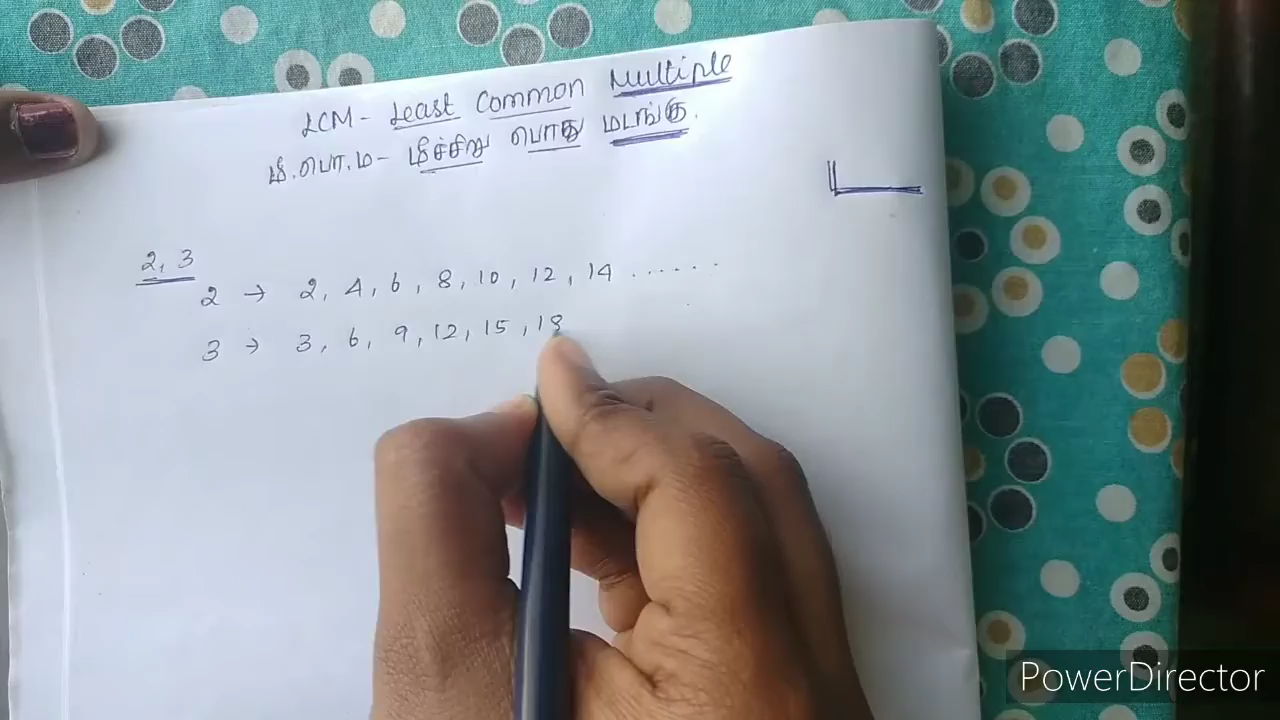 LCM - Least Common Multiple
மீ.பொ.ம - மீச்சிறு பொது மடங்கு.
2, 3
2 → 2, 4, 6, 8, 10, 12, 14 ......
3 → 3, 6, 9, 12, 15, 18
PowerDirector